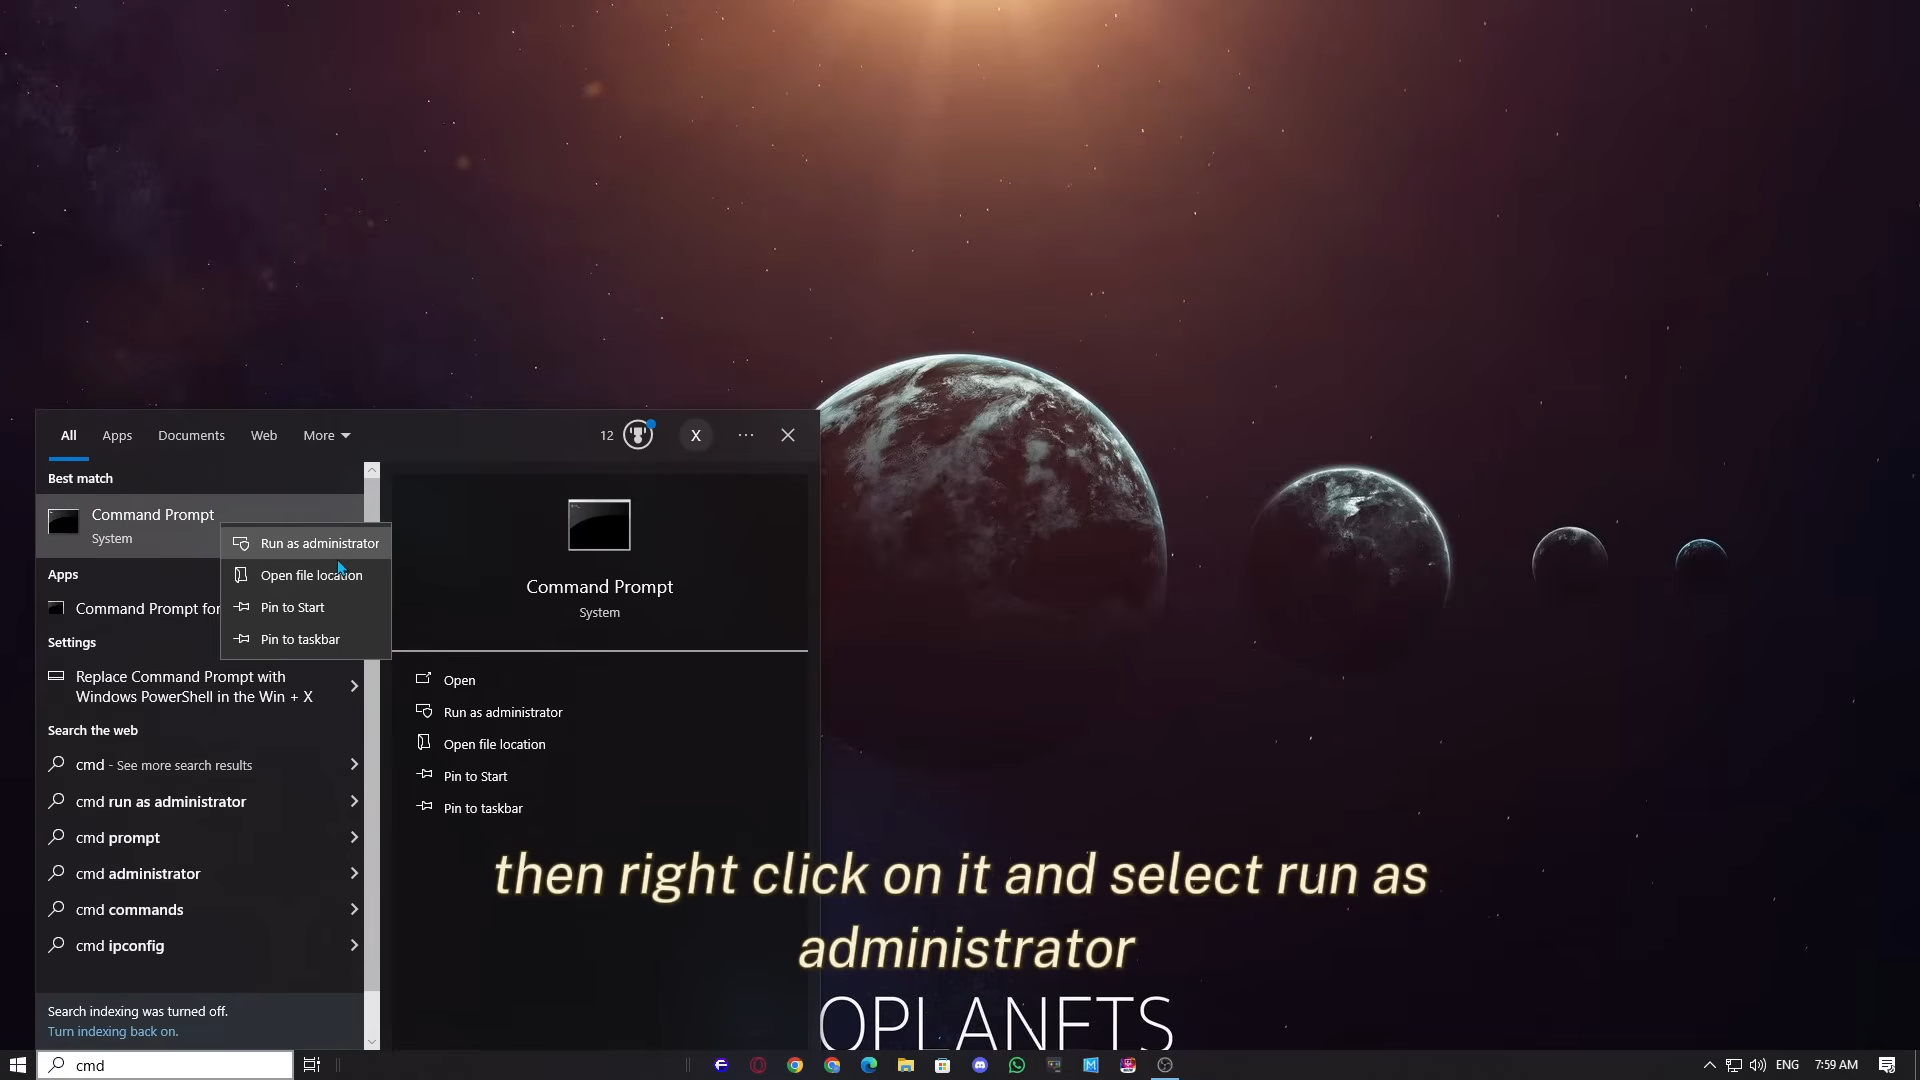 All Apps Documents Web More 12 X
Best match
Command Prompt
System
Run as administrator
Open file location
Pin to Start
Pin to taskbar
Apps
Command Prompt for
Settings
Replace Command Prompt with
Windows PowerShell in the Win + X
Search the web
cmd - See more search results
cmd run as administrator
cmd prompt
cmd administrator
cmd commands
cmd ipconfig
Search indexing was turned off.
Turn indexing back on.
Command Prompt
System
Open
Run as administrator
Open file location
Pin to Start
Pin to taskbar
then right click on it and select run as
administrator
OPLANETS
cmd
ENG 7:59 AM